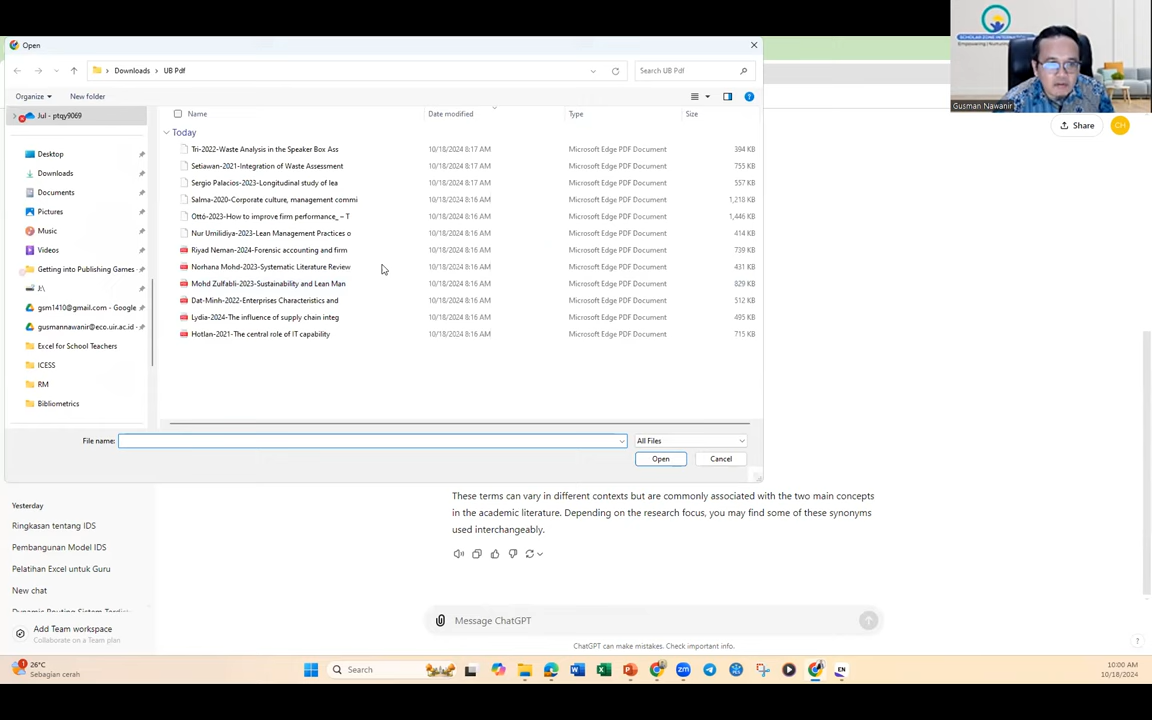 Open
Downloads > UB Pdf
Search UB Pdf
Organize
New folder
Jul - ptqy9069
Desktop
Downloads
Documents
Pictures
Music
Videos
Getting into Publishing Games
J:\
gsm1410@gmail.com - Google
gusmannawanir@eco.uir.ac.id -
Excel for School Teachers
ICESS
RM
Bibliometrics
Name Date modified Type Size
Today
Tri-2022-Waste Analysis in the Speaker Box Ass 10/18/2024 8:17 AM Microsoft Edge PDF Document 394 KB
Setiawan-2021-Integration of Waste Assessment 10/18/2024 8:17 AM Microsoft Edge PDF Document 755 KB
Sergio Palacios-2023-Longitudinal study of lea 10/18/2024 8:17 AM Microsoft Edge PDF Document 557 KB
Salma-2020-Corporate culture, management commi 10/18/2024 8:16 AM Microsoft Edge PDF Document 1,218 KB
Ottó-2023-How to improve firm performance_ – T 10/18/2024 8:16 AM Microsoft Edge PDF Document 1,446 KB
Nur Umilidiya-2023-Lean Management Practices o 10/18/2024 8:16 AM Microsoft Edge PDF Document 414 KB
Riyad Neman-2024-Forensic accounting and firm 10/18/2024 8:16 AM Microsoft Edge PDF Document 739 KB
Norhana Mohd-2023-Systematic Literature Review 10/18/2024 8:16 AM Microsoft Edge PDF Document 431 KB
Mohd Zulfabli-2023-Sustainability and Lean Man 10/18/2024 8:16 AM Microsoft Edge PDF Document 829 KB
Dat-Minh-2022-Enterprises Characteristics and 10/18/2024 8:16 AM Microsoft Edge PDF Document 512 KB
Lydia-2024-The influence of supply chain integ 10/18/2024 8:16 AM Microsoft Edge PDF Document 495 KB
Hotlan-2021-The central role of IT capability 10/18/2024 8:16 AM Microsoft Edge PDF Document 715 KB
File name:
All Files
Open
Cancel
SCHOLAR ZONE INTERNATI
Gusman Nawanir
Share
CH
Yesterday
Ringkasan tentang IDS
Pembangunan Model IDS
Pelatihan Excel untuk Guru
New chat
Add Team workspace
Collaborate on a Team plan
These terms can vary in different contexts but are commonly associated with the two main concepts
in the academic literature. Depending on the research focus, you may find some of these synonyms
used interchangeably.
Message ChatGPT
ChatGPT can make mistakes. Check important info.
?
26°C
Sebagian cerah
Search
EN
10:00 AM
10/18/2024